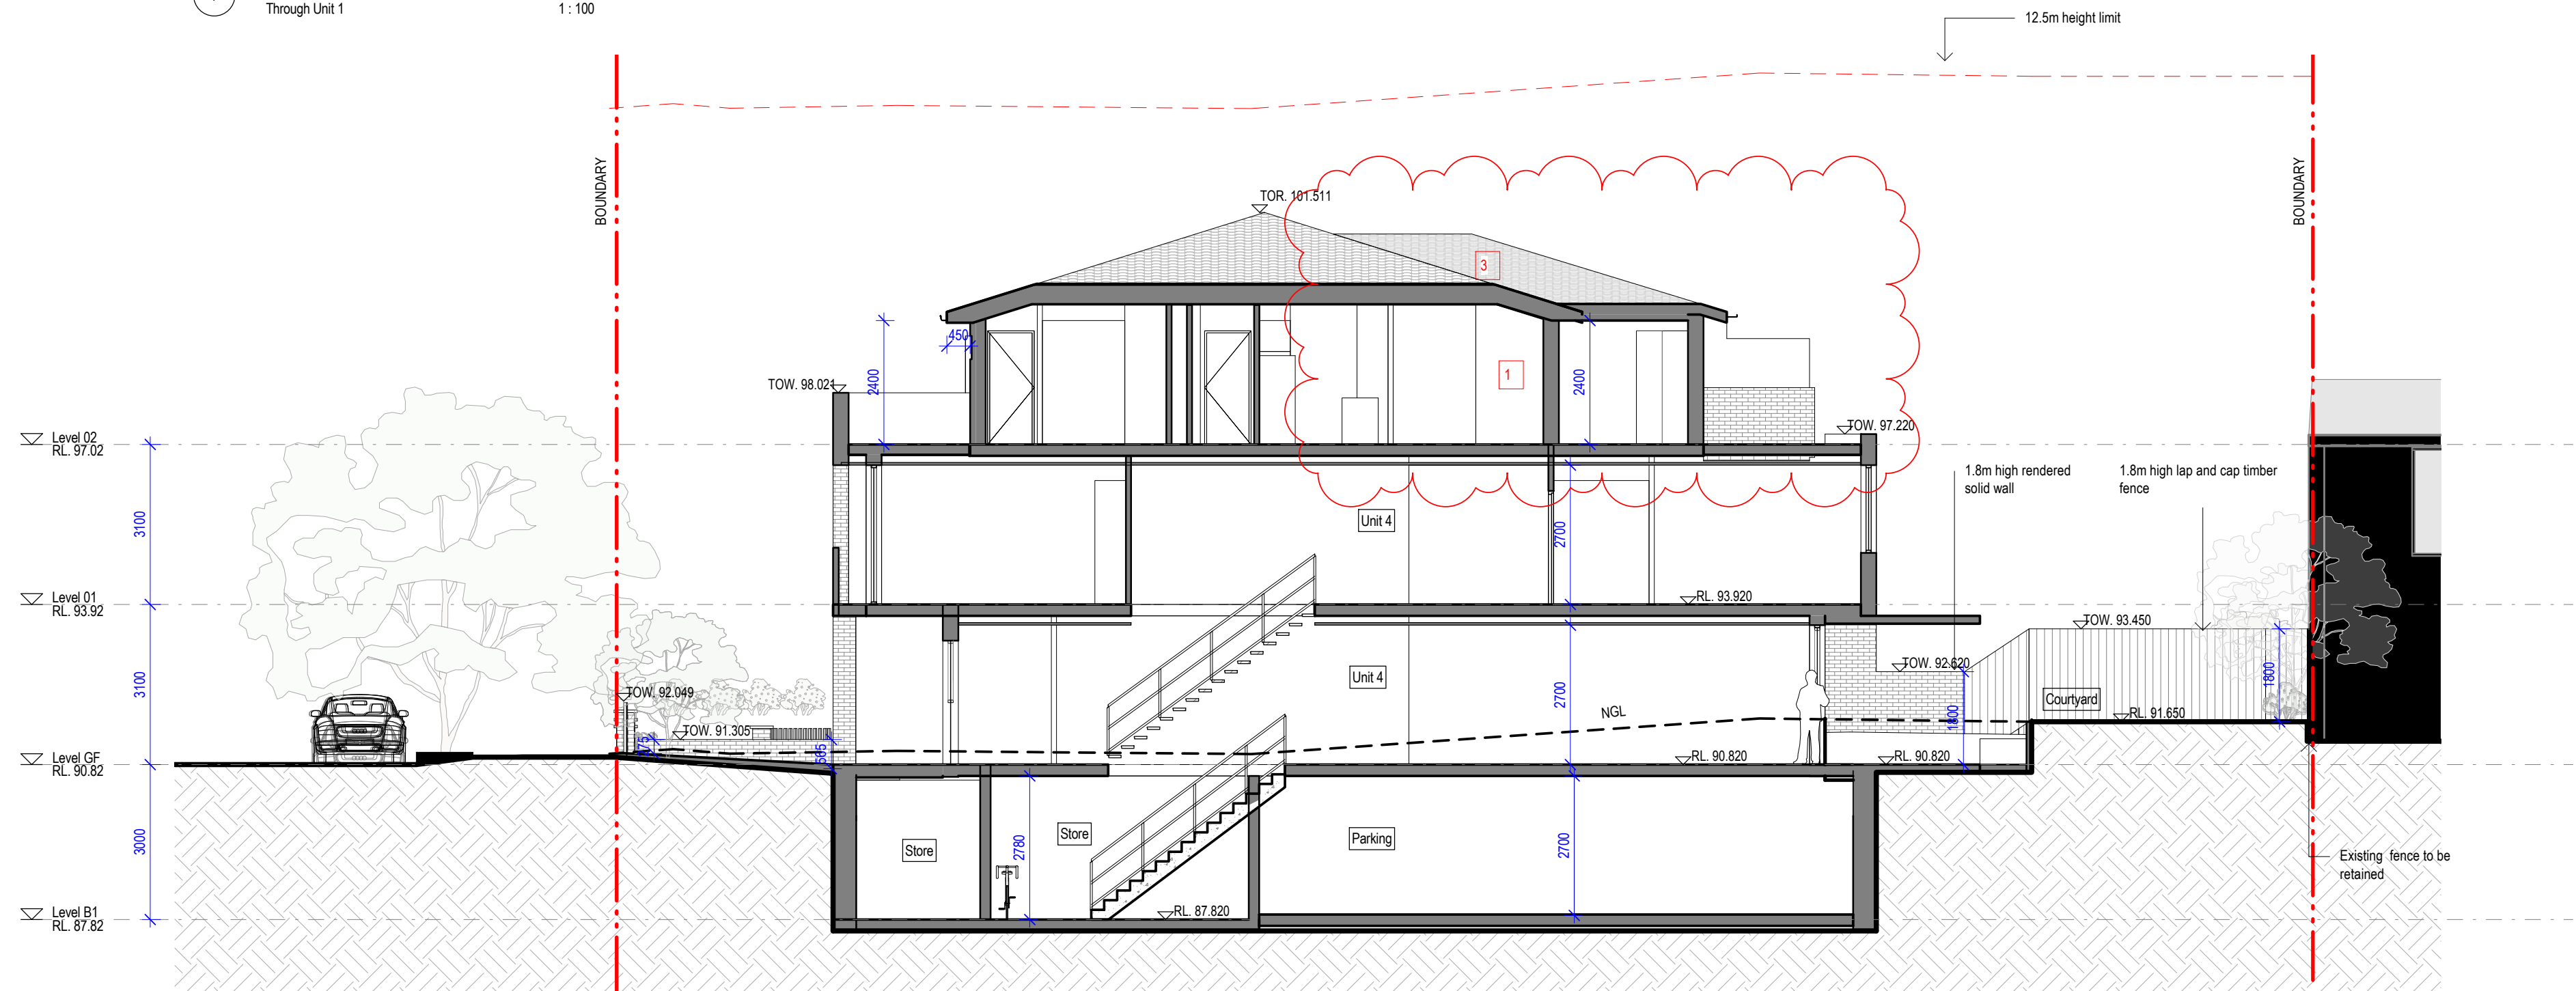 Through Unit 1 1 : 100
12.5m height limit
BOUNDARY
BOUNDARY
TOR. 101.511
3
450
1
2400
2400
TOW. 98.021
TOW. 97.220
Level 02
RL. 97.02
1.8m high rendered
solid wall
1.8m high lap and cap timber
fence
3100
Unit 4
2700
Level 01
RL. 93.92
RL. 93.920
TOW. 93.450
TOW. 92.620
3100
TOW. 92.049
Unit 4
2700
1800
Courtyard
NGL
RL. 91.650
TOW. 91.305
575
565
1800
Level GF
RL. 90.82
RL. 90.820
RL. 90.820
3000
Store
Store
2780
Parking
2700
Existing fence to be
retained
Level B1
RL. 87.82
RL. 87.820